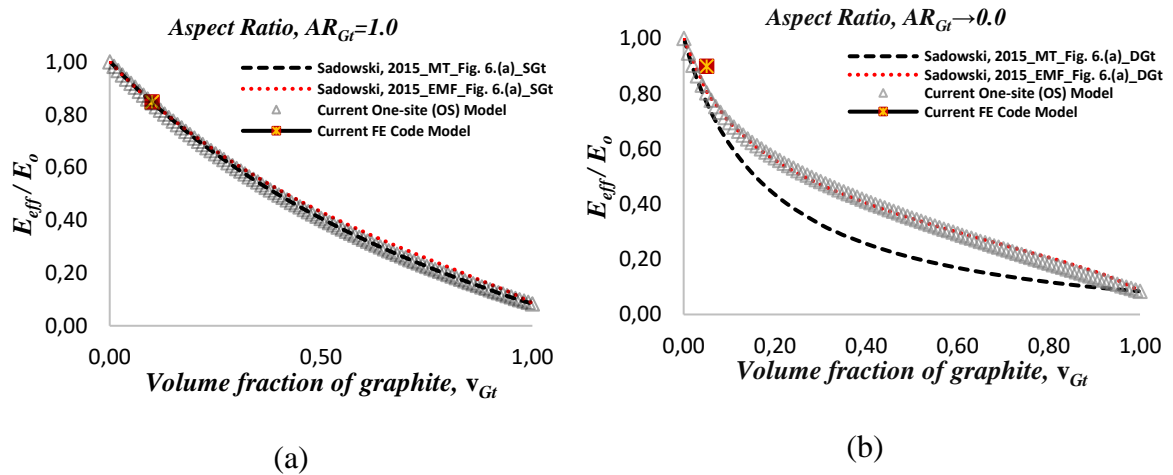 Aspect Ratio, AR_Gt=1.0
1,00
0,80
0,60
0,40
0,20
0,00
E_eff / E_o
Sadowski, 2015_MT_Fig. 6.(a)_SGt
Sadowski, 2015_EMF_Fig. 6.(a)_SGt
Current One-site (OS) Model
Current FE Code Model
0,00 0,50 1,00
Volume fraction of graphite, v_Gt
(a)
Aspect Ratio, AR_Gt→0.0
1,00
0,80
0,60
0,40
0,20
0,00
E_eff / E_o
Sadowski, 2015_MT_Fig. 6.(a)_DGt
Sadowski, 2015_EMF_Fig. 6.(a)_DGt
Current One-site (OS) Model
Current FE Code Model
0,00 0,20 0,40 0,60 0,80 1,00
Volume fraction of graphite, v_Gt
(b)